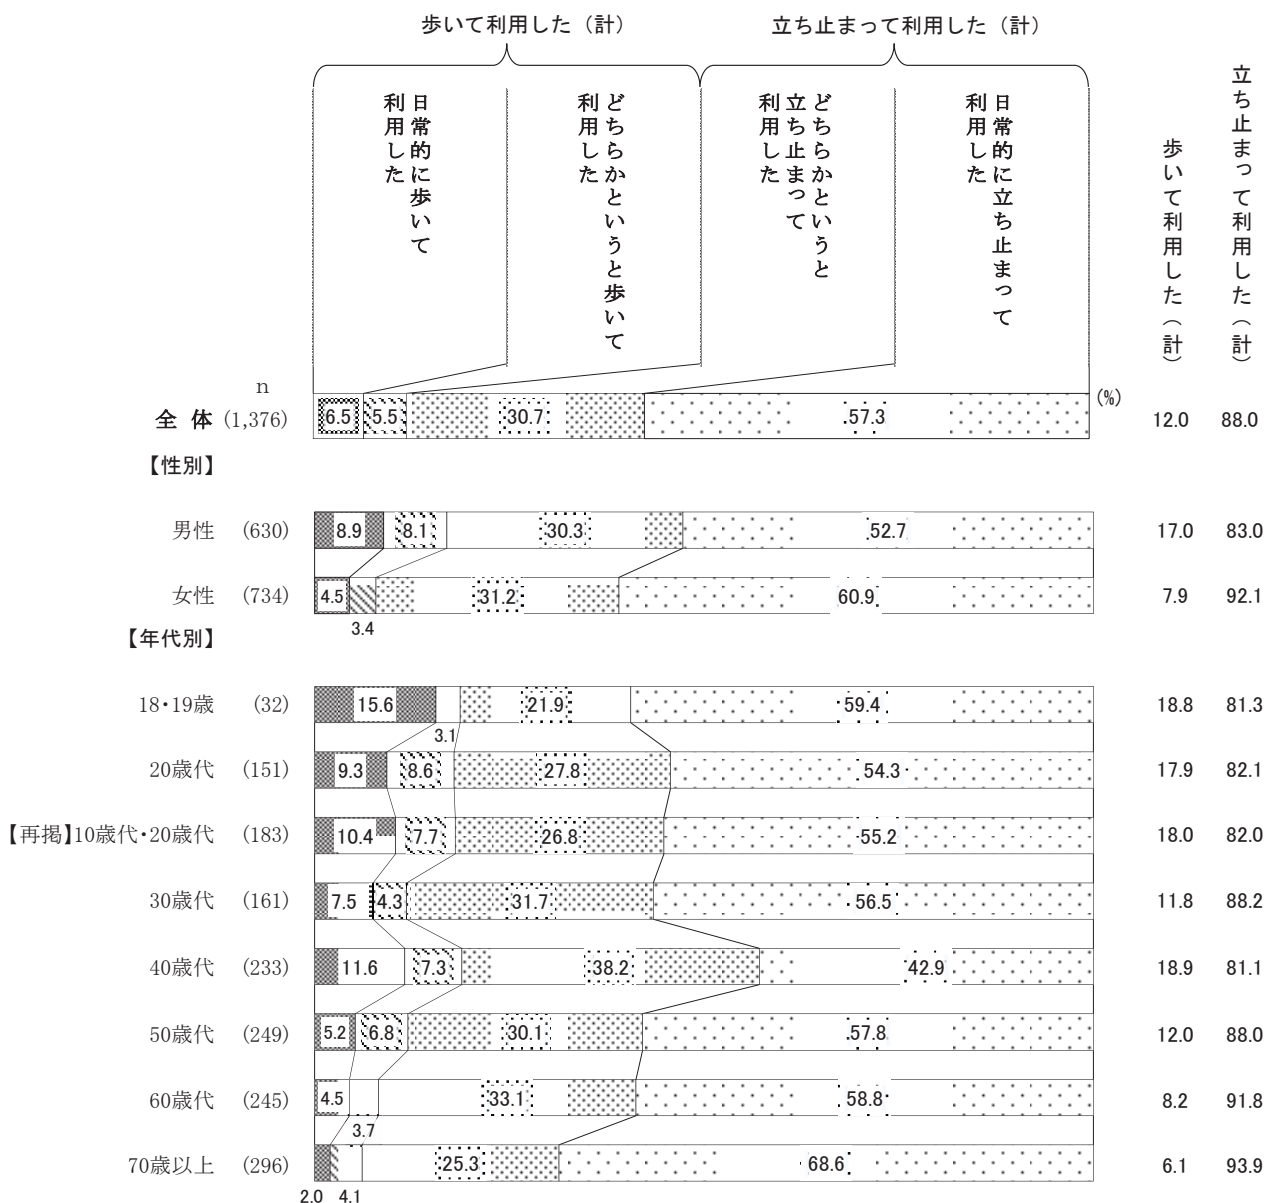 歩いて利用した（計）
立ち止まって利用した（計）
日常的に歩いて
利用した
どちらかというと歩いて
利用した
どちらかというと
立ち止まって
利用した
日常的に立ち止まって
利用した
歩いて利用した（計）
立ち止まって利用した（計）
n
(%)
全 体 (1,376) 6.5 5.5 30.7 57.3 12.0 88.0
【性別】
男性 (630) 8.9 8.1 30.3 52.7 17.0 83.0
女性 (734) 4.5 31.2 60.9 7.9 92.1
3.4
【年代別】
18・19歳 (32) 15.6 21.9 59.4 18.8 81.3
3.1
20歳代 (151) 9.3 8.6 27.8 54.3 17.9 82.1
【再掲】10歳代・20歳代 (183) 10.4 7.7 26.8 55.2 18.0 82.0
30歳代 (161) 7.5 4.3 31.7 56.5 11.8 88.2
40歳代 (233) 11.6 7.3 38.2 42.9 18.9 81.1
50歳代 (249) 5.2 6.8 30.1 57.8 12.0 88.0
60歳代 (245) 4.5 33.1 58.8 8.2 91.8
3.7
70歳以上 (296) 25.3 68.6 6.1 93.9
2.0 4.1